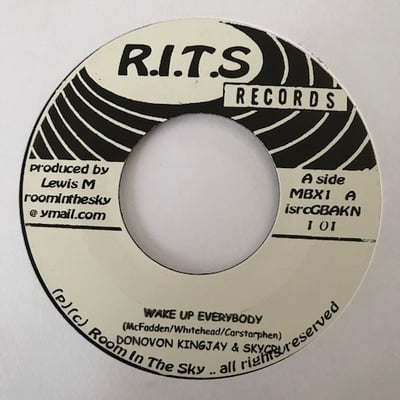 R.I.T.S
RECORDS
produced by
Lewis M
roominthesky
@ ymail.com
A side
MBX1 A
isrcGBAKN
1 01
WAKE UP EVERYBODY
(McFadden/Whitehead/Carstarphen)
DONOVON KINGJAY &
(p)(c) Room In The Sky .. all rights reserved